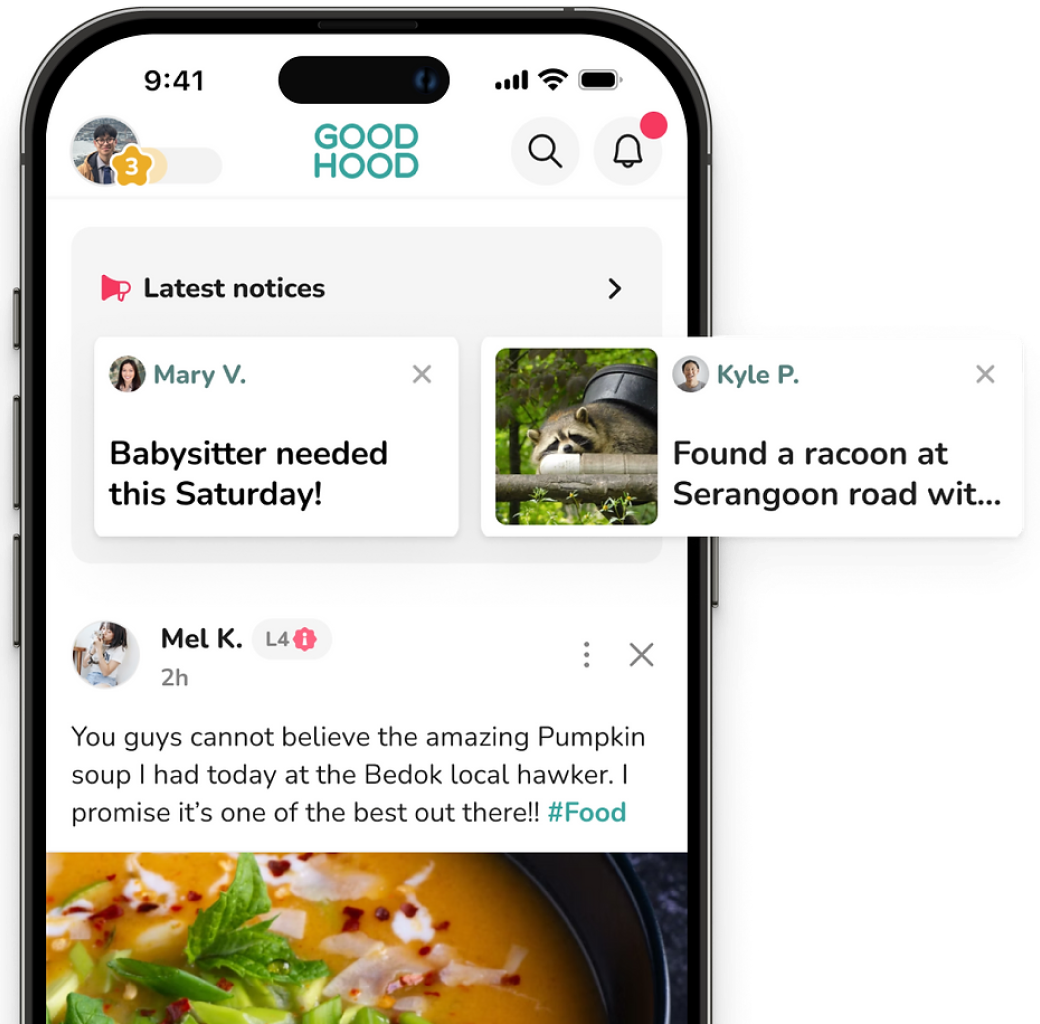 9:41
3
GOOD
HOOD
Latest notices
Mary V.
Babysitter needed
this Saturday!
Kyle P.
Found a racoon at
Serangoon road wit...
Mel K. L4
2h
You guys cannot believe the amazing Pumpkin
soup I had today at the Bedok local hawker. I
promise it’s one of the best out there!! #Food